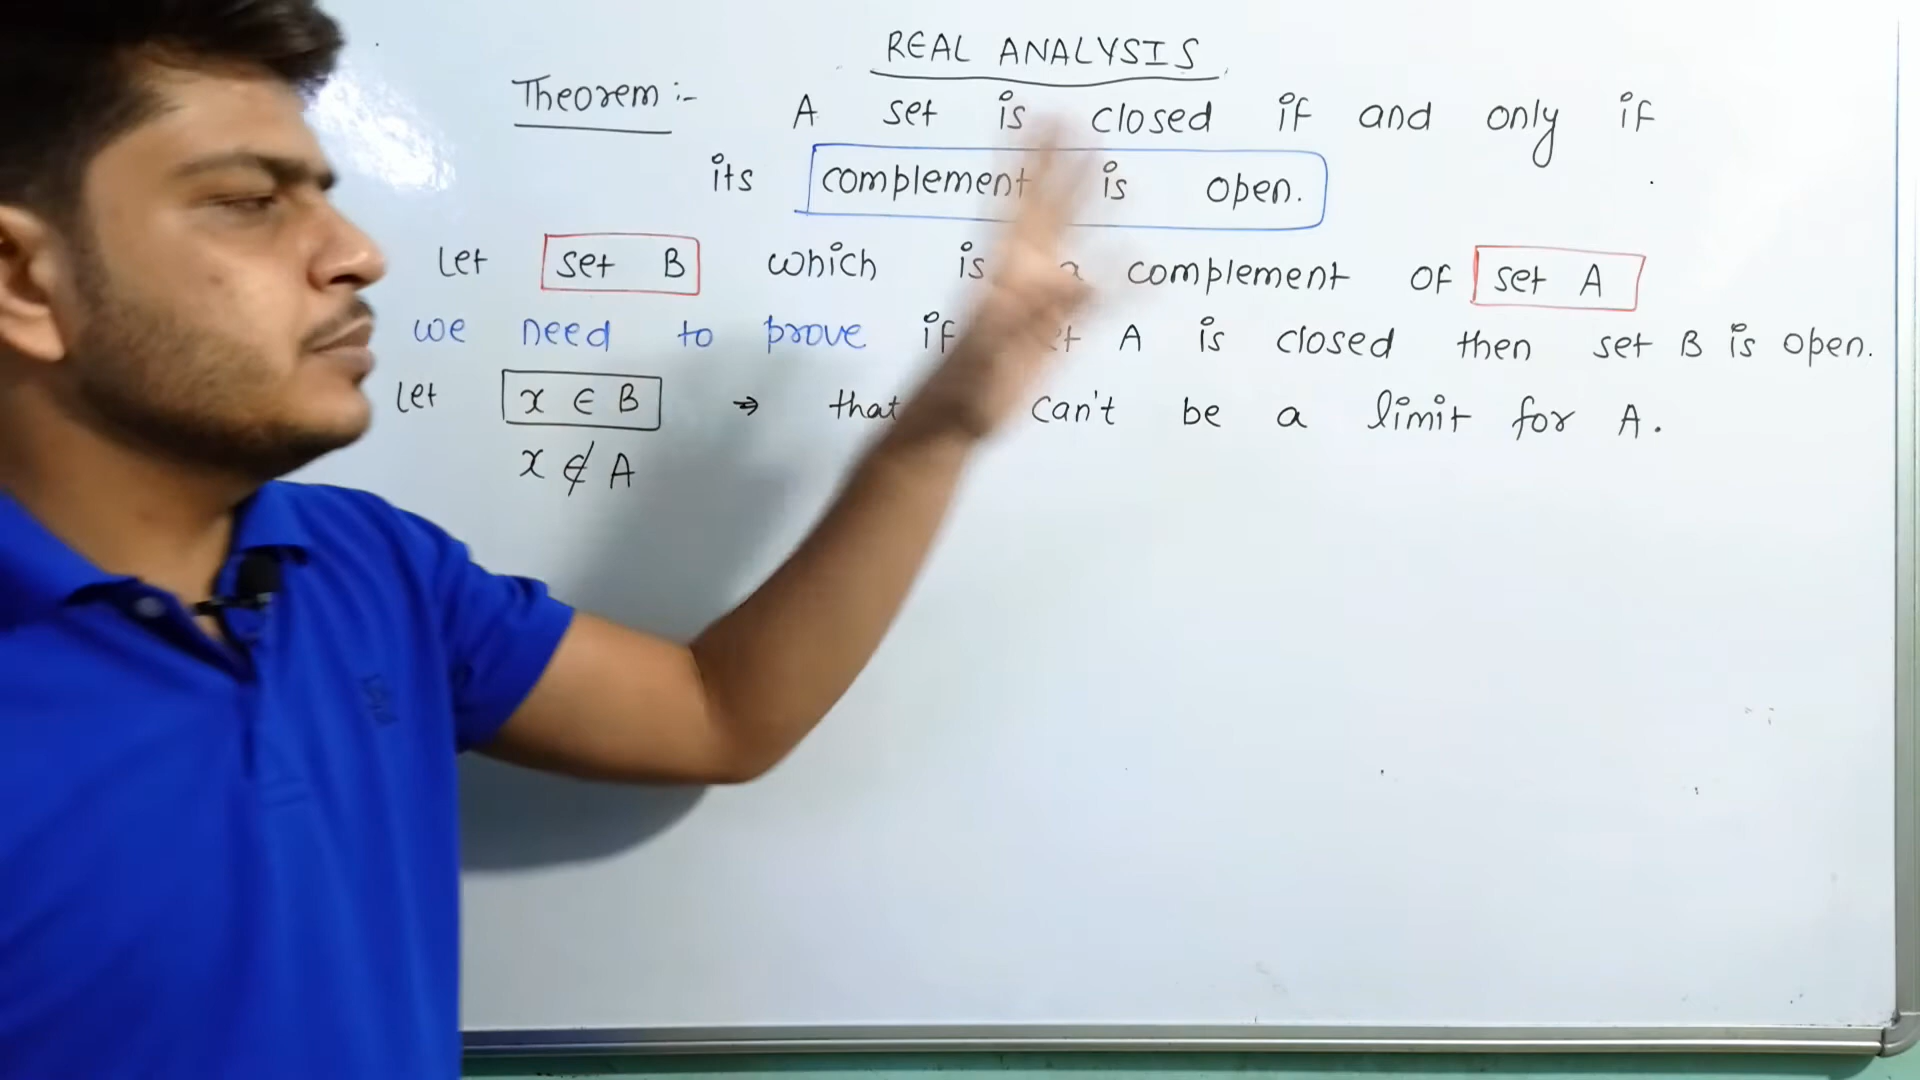 REAL ANALYSIS
Theorem :- A set is closed if and only if
its complement is open.
Let set B which is a complement of set A
we need to prove if A is closed then set B is open.
Let x ∈ B → that can't be a limit for A.
x ∉ A